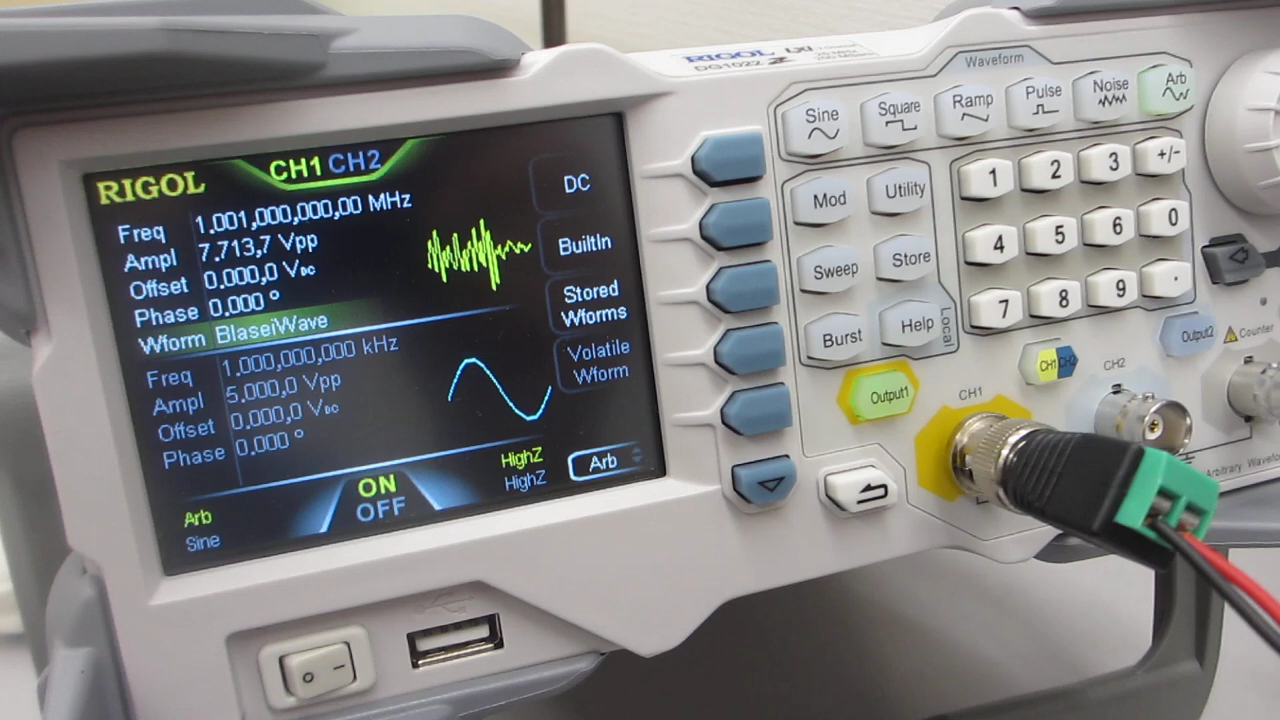 RIGOL
DG1022 Z
Waveform
Sine
Square
Ramp
Pulse
Noise
Arb
RIGOL
CH1 CH2
Freq 1.001,000,000,00 MHz
Ampl 7.713,7 Vpp
Offset 0.000,0 VDC
Phase 0.000 °
Wform BlaseiWave
Freq 1.000,000,000 kHz
Ampl 5.000,0 Vpp
Offset 0.000,0 VDC
Phase 0.000 °
DC
BuiltIn
Stored
Wforms
Volatile
Wform
HighZ
HighZ
Arb
ON
OFF
Arb
Sine
Mod
Utility
Sweep
Store
Burst
Help
Local
1 2 3 +/-
4 5 6 0
7 8 9 .
Output1
CH1 CH2
Output2
Counter
CH1
CH2
Arbitrary Wavefo